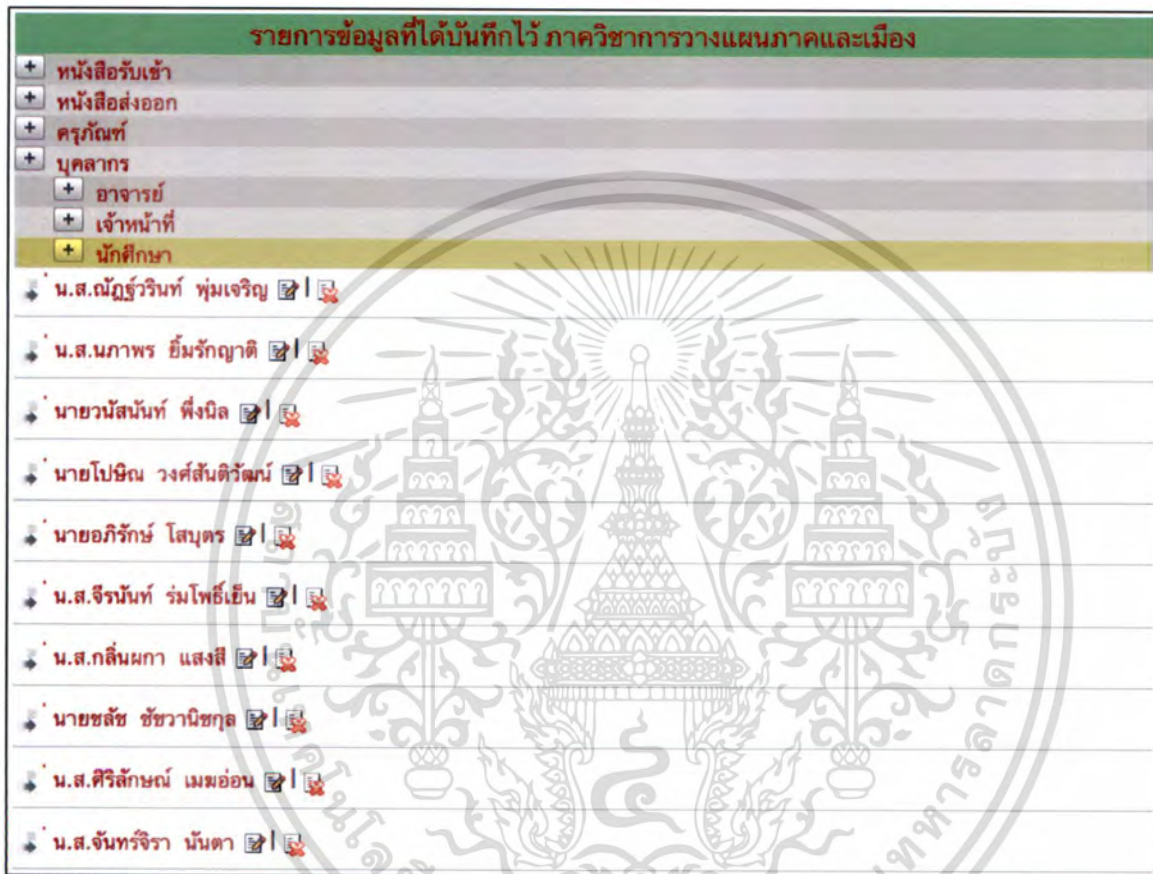 รายการข้อมูลที่ได้บันทึกไว้ ภาควิชาการวางแผนภาคและเมือง
+ หนังสือรับเข้า
+ หนังสือส่งออก
+ ครุภัณฑ์
+ บุคลากร
+ อาจารย์
+ เจ้าหน้าที่
+ นักศึกษา
น.ส.ณัฏฐ์วรินท์ พุ่มเจริญ
น.ส.นภาพร ยิ้มรักญาติ
นายวนัสนันท์ พึ่งนิล
นายโปษิณ วงศ์สันติวัฒน์
นายอภิรักษ์ โสบุตร
น.ส.จีรนันท์ ร่มโพธิ์เย็น
น.ส.กลิ่นผกา แสงสี
นายชลัช ชัชวานิชกุล
น.ส.ศิริลักษณ์ เมฆอ่อน
น.ส.จันทร์จิรา นันตา